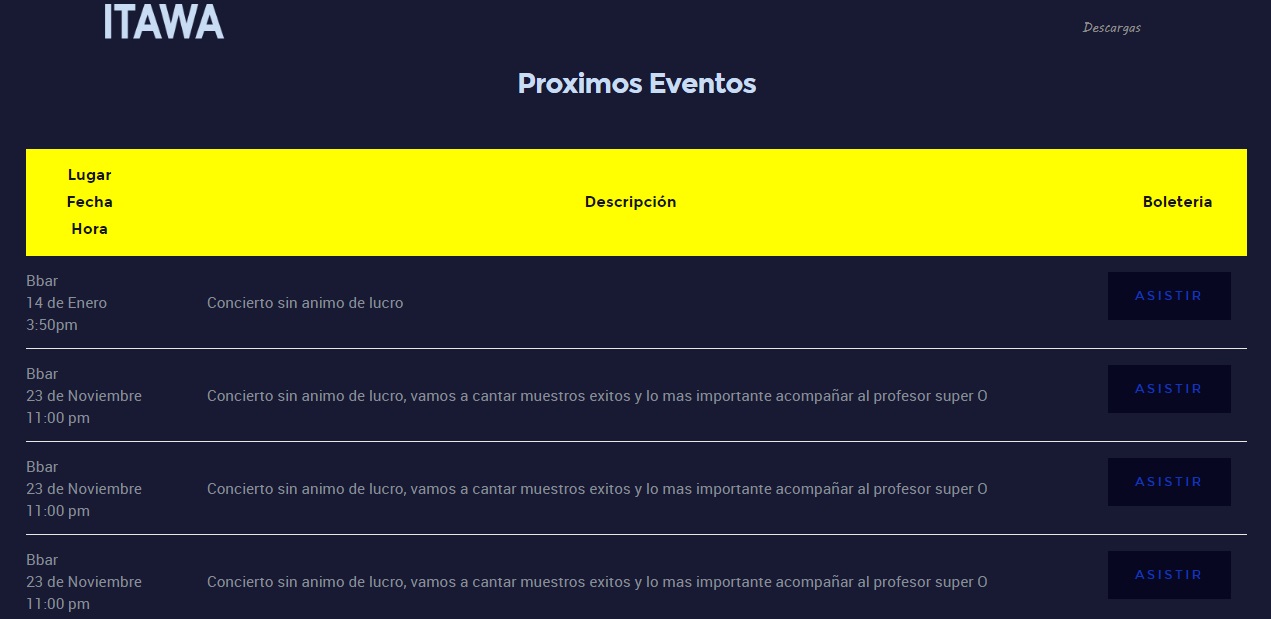 ITAWA
Descargas
Proximos Eventos
Lugar
Fecha
Hora
Descripción
Boleteria
Bbar
14 de Enero
3:50pm
Concierto sin animo de lucro
ASISTIR
Bbar
23 de Noviembre
11:00 pm
Concierto sin animo de lucro, vamos a cantar muestros exitos y lo mas importante acompañar al profesor super O
ASISTIR
Bbar
23 de Noviembre
11:00 pm
Concierto sin animo de lucro, vamos a cantar muestros exitos y lo mas importante acompañar al profesor super O
ASISTIR
Bbar
23 de Noviembre
11:00 pm
Concierto sin animo de lucro, vamos a cantar muestros exitos y lo mas importante acompañar al profesor super O
ASISTIR